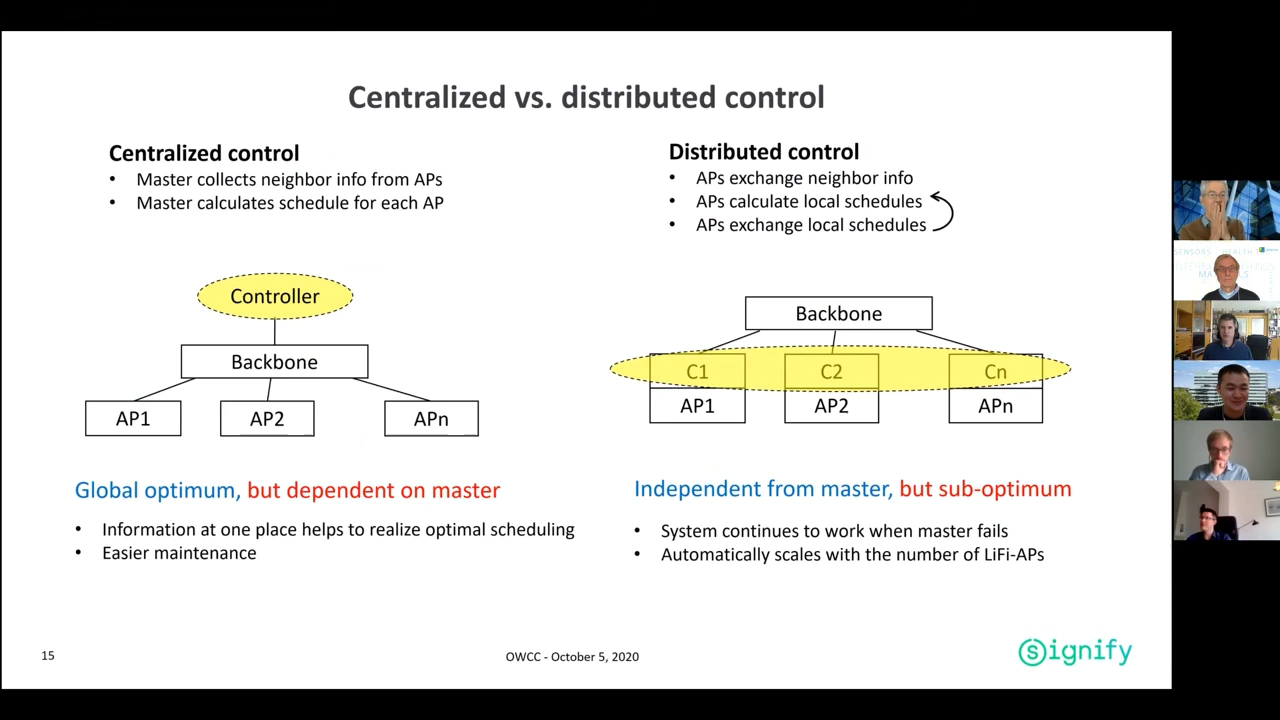 Centralized vs. distributed control
Centralized control
• Master collects neighbor info from APs
• Master calculates schedule for each AP
Controller
Backbone
AP1 AP2 APn
Global optimum, but dependent on master
• Information at one place helps to realize optimal scheduling
• Easier maintenance
Distributed control
• APs exchange neighbor info
• APs calculate local schedules
• APs exchange local schedules
Backbone
C1 C2 Cn
AP1 AP2 APn
Independent from master, but sub-optimum
• System continues to work when master fails
• Automatically scales with the number of LiFi-APs
15
OWCC - October 5, 2020
Signify
SENSORS HEALTH